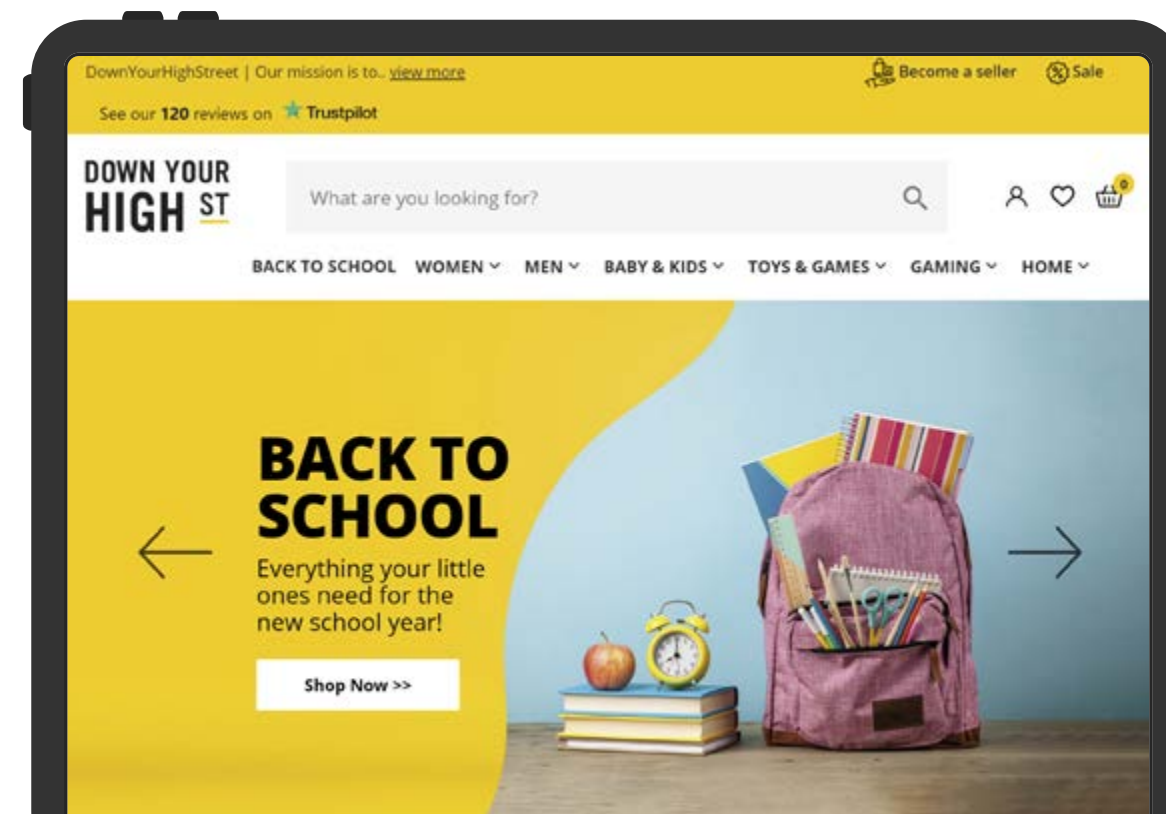 DownYourHighStreet | Our mission is to.. view more
Become a seller
Sale
See our 120 reviews on Trustpilot
DOWN YOUR
HIGH ST
What are you looking for?
0
BACK TO SCHOOL WOMEN MEN BABY & KIDS TOYS & GAMES GAMING HOME
BACK TO
SCHOOL
Everything your little
ones need for the
new school year!
Shop Now >>